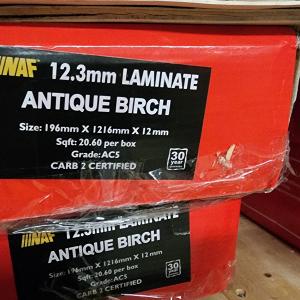 INAF 12.3mm LAMINATE
ANTIQUE BIRCH
Size: 196mm X 1216mm X 12mm
Sqft: 20.60 per box
Grade: AC5
CARB 2 CERTIFIED
30
year
INAF 12.3mm LAMINATE
ANTIQUE BIRCH
Size: 196mm X 1216mm X 12mm
Sqft: 20.60 per box
Grade: AC5
CARB 2 CERTIFIED
30